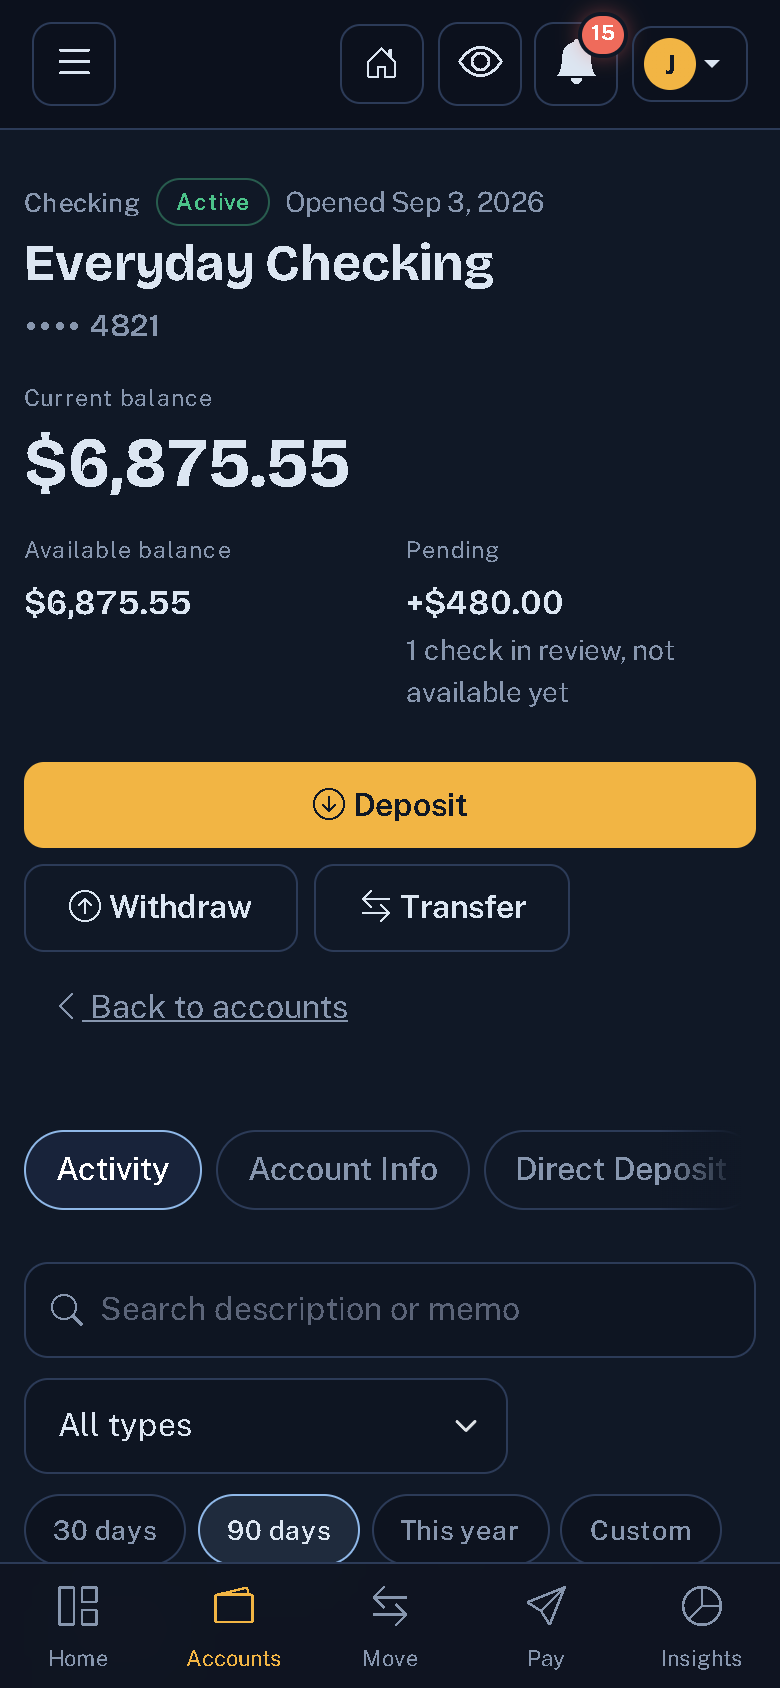 15
J
Checking Active Opened Sep 3, 2026
Everyday Checking
•••• 4821
Current balance
$6,875.55
Available balance Pending
$6,875.55 +$480.00
1 check in review, not
available yet
Deposit
Withdraw Transfer
Back to accounts
Activity Account Info Direct Deposit
Search description or memo
All types
30 days 90 days This year Custom
Home Accounts Move Pay Insights